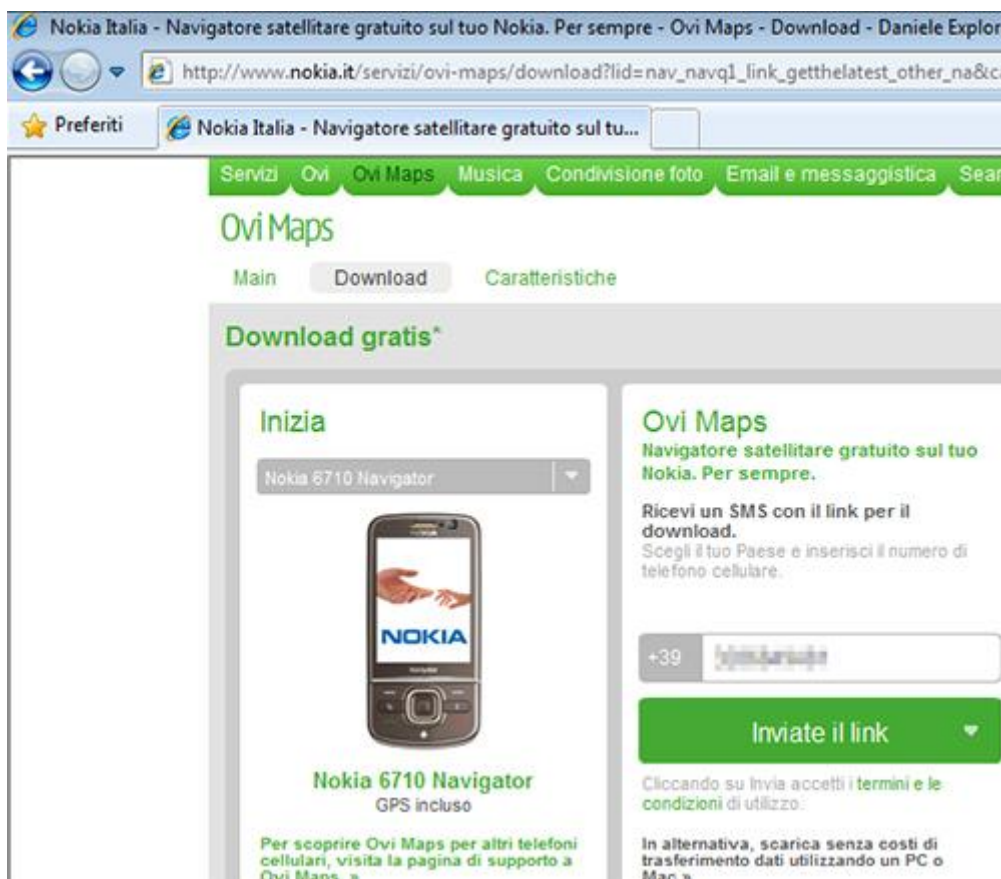 Nokia Italia - Navigatore satellitare gratuito sul tuo Nokia. Per sempre - Ovi Maps - Download - Daniele Explor
http://www.nokia.it/servizi/ovi-maps/download?lid=nav_navq1_link_getthelatest_other_na&c
Preferiti
Nokia Italia - Navigatore satellitare gratuito sul tu...
Servizi Ovi Ovi Maps Musica Condivisione foto Email e messaggistica Sear
Ovi Maps
Main Download Caratteristiche
Download gratis*
Inizia
Nokia 6710 Navigator
NOKIA
Nokia 6710 Navigator
GPS incluso
Per scoprire Ovi Maps per altri telefoni
cellulari, visita la pagina di supporto a
Ovi Maps. »
Ovi Maps
Navigatore satellitare gratuito sul tuo
Nokia. Per sempre.
Ricevi un SMS con il link per il
download.
Scegli il tuo Paese e inserisci il numero di
telefono cellulare.
+39
Inviate il link
Cliccando su Invia accetti i termini e le
condizioni di utilizzo.
In alternativa, scarica senza costi di
trasferimento dati utilizzando un PC o
Mac »